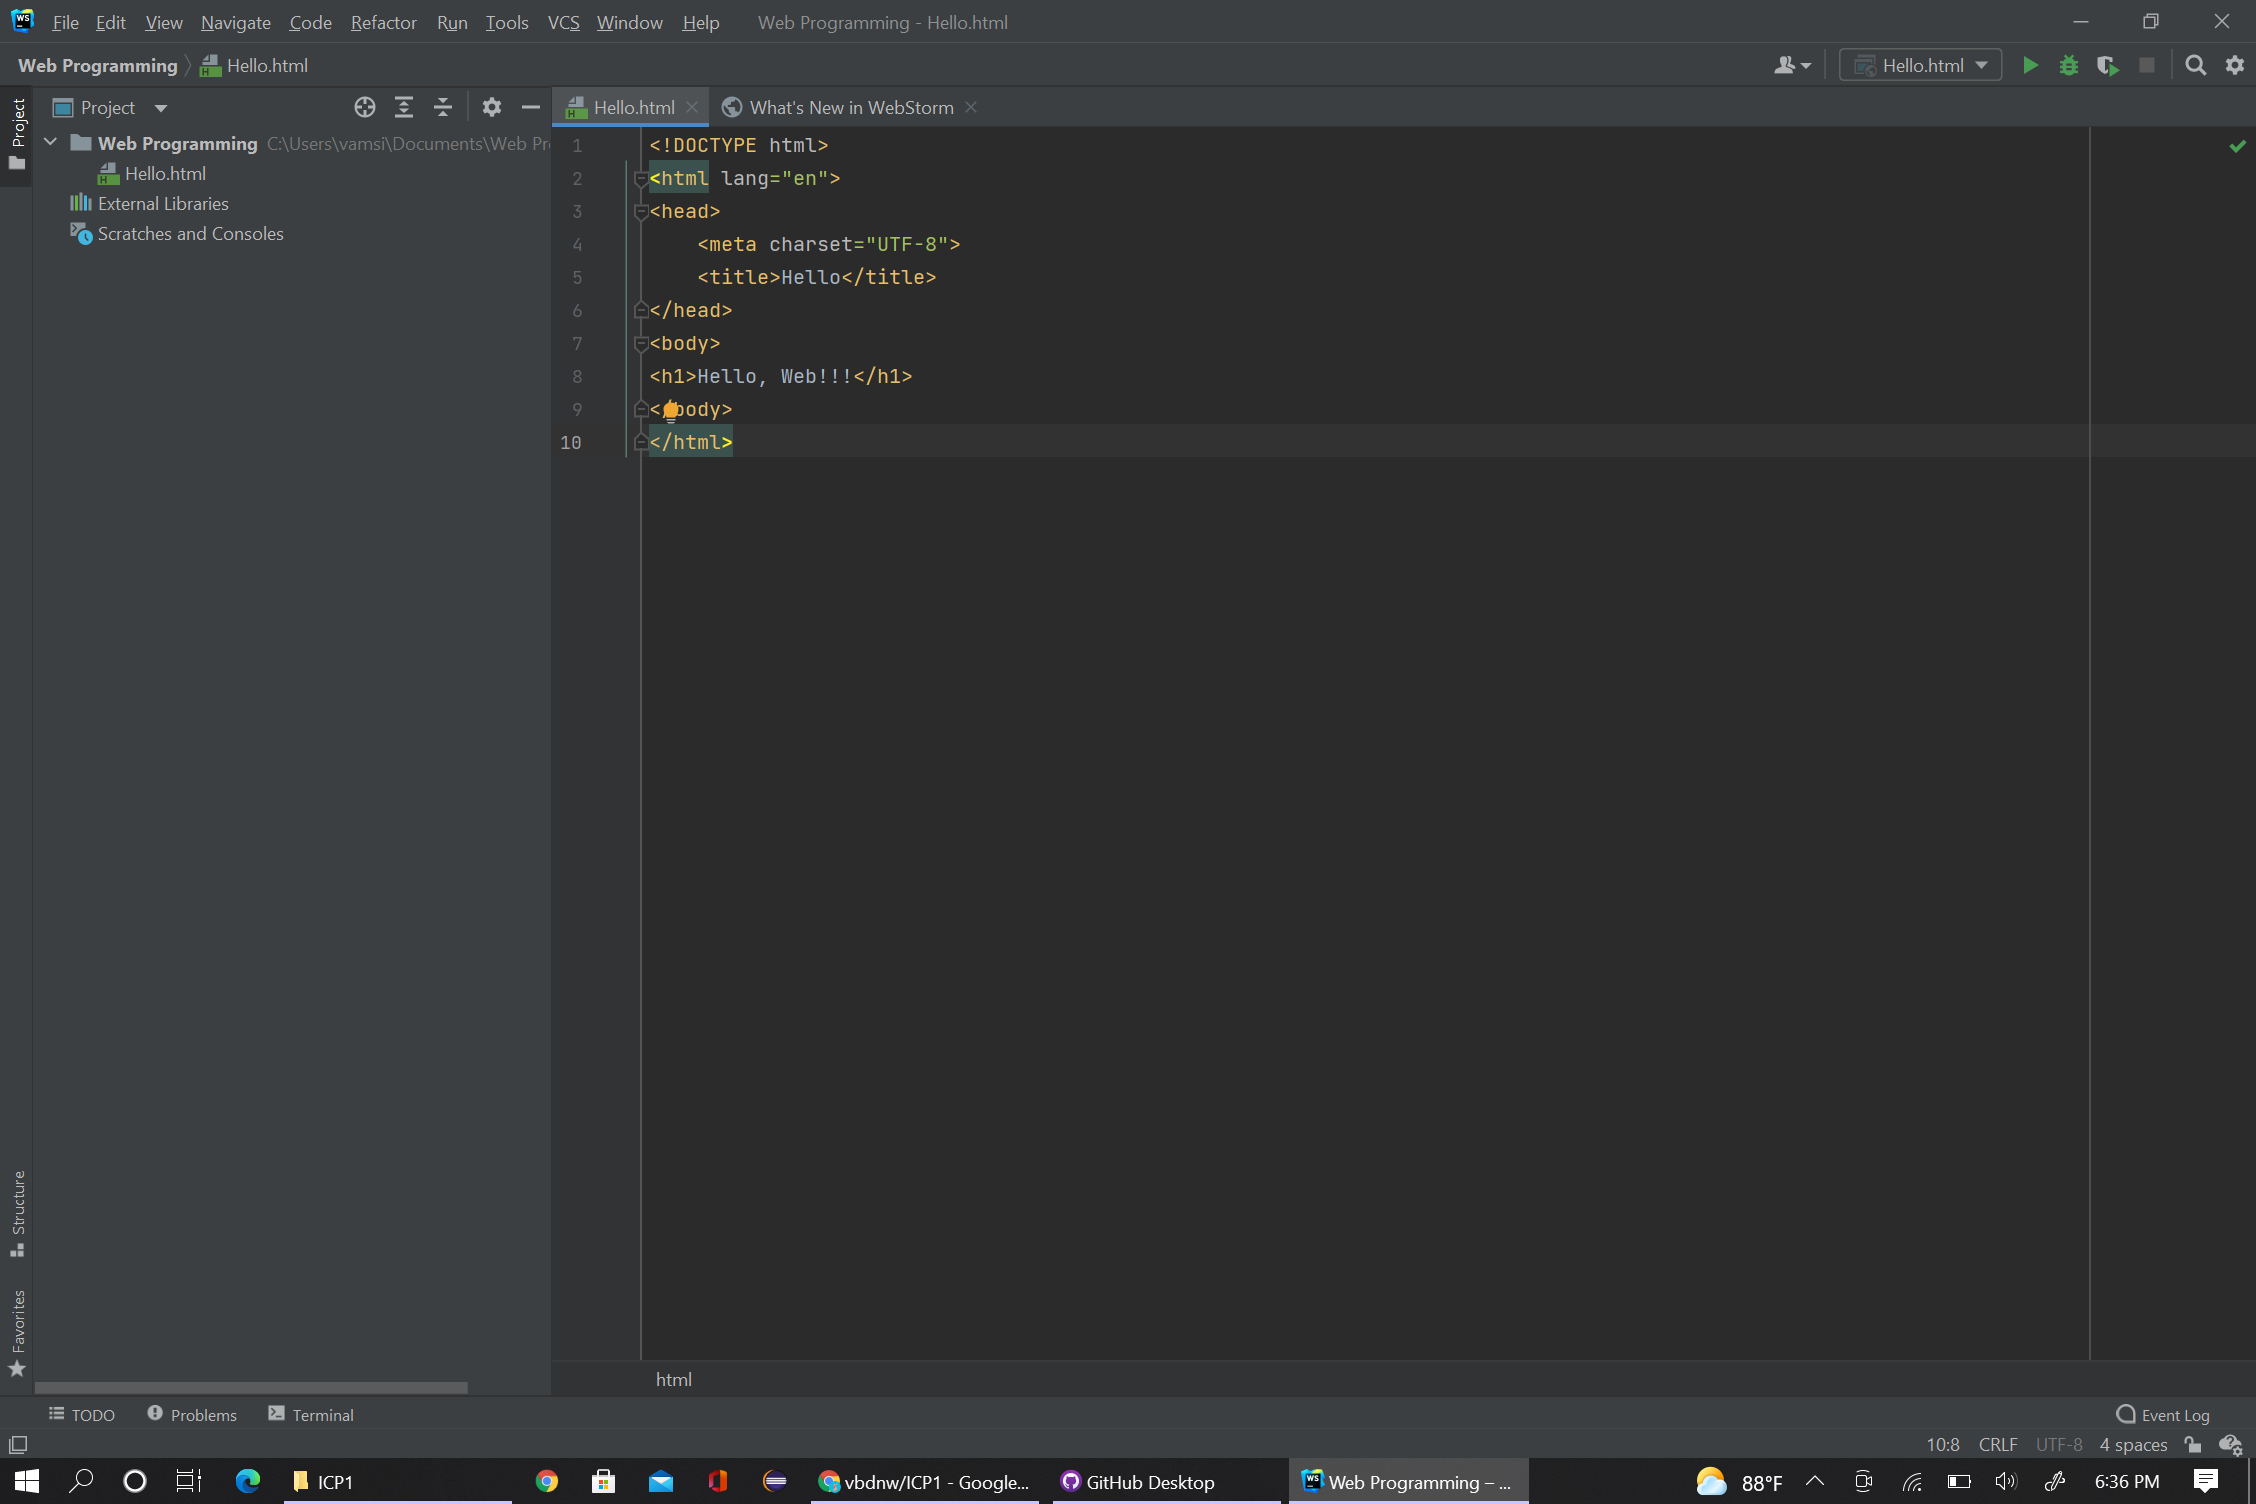 File Edit View Navigate Code Refactor Run Tools VCS Window Help Web Programming - Hello.html
Web Programming Hello.html Hello.html
Project
Project
Hello.html What's New in WebStorm
Web Programming C:\Users\vamsi\Documents\Web Pr
Hello.html
External Libraries
Scratches and Consoles
1 <!DOCTYPE html>
2 <html lang="en">
3 <head>
4 <meta charset="UTF-8">
5 <title>Hello</title>
6 </head>
7 <body>
8 <h1>Hello, Web!!!</h1>
9 </body>
10 </html>
Structure
Favorites
html
TODO Problems Terminal Event Log
10:8 CRLF UTF-8 4 spaces
ICP1 vbdnw/ICP1 - Google... GitHub Desktop Web Programming – ... 88°F 6:36 PM